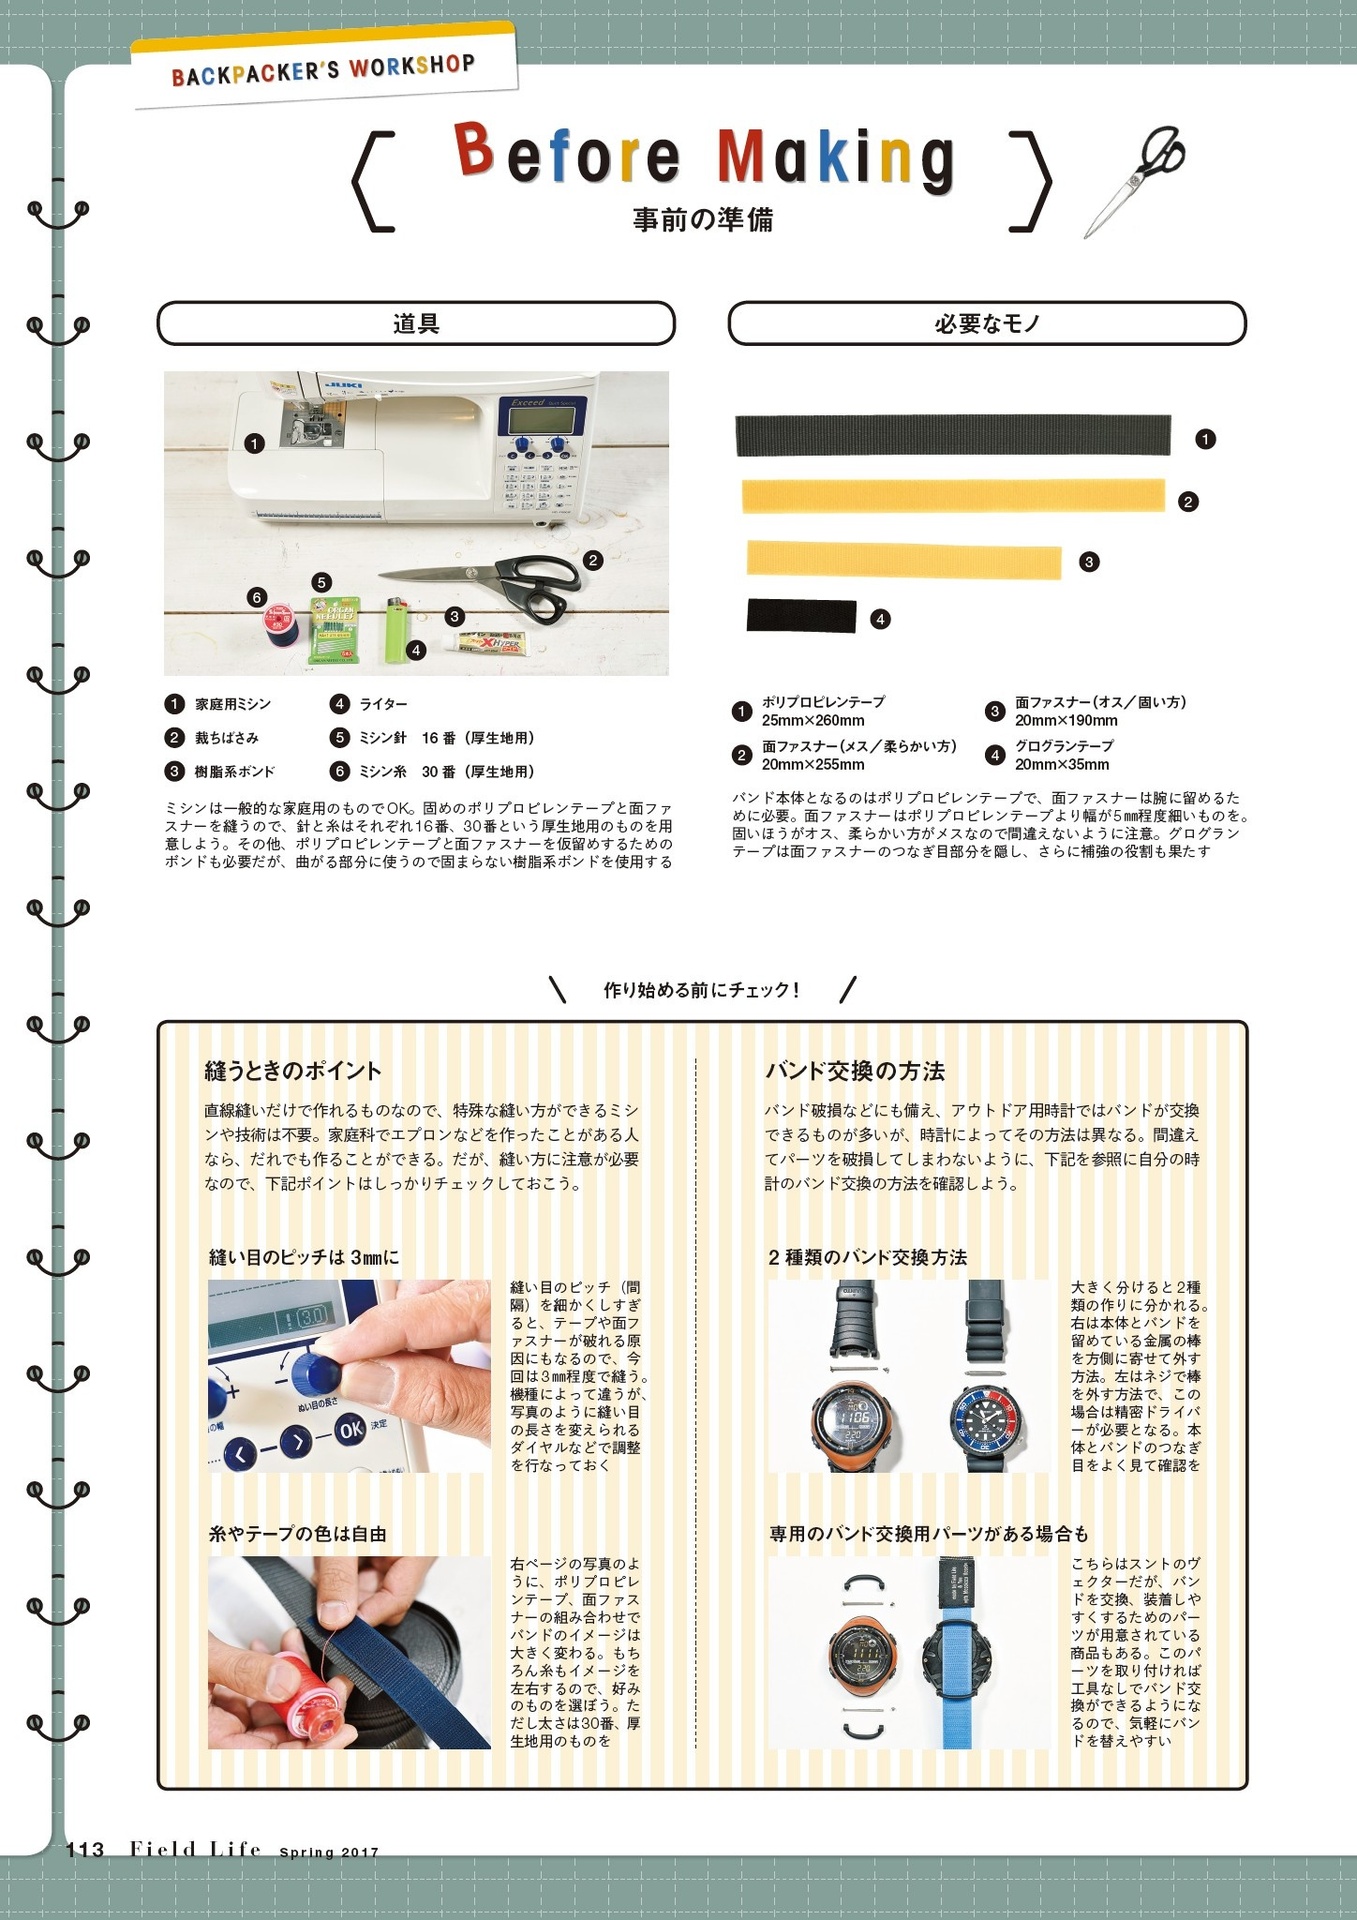 BACKPACKER'S WORKSHOP
Before Making
事前の準備
道具
JUKI
Exceed
1
2
3
4
5
6
ORGAN
NEEDLES
X HYPER
1 家庭用ミシン
2 裁ちばさみ
3 樹脂系ボンド
4 ライター
5 ミシン針 16番（厚生地用）
6 ミシン糸 30番（厚生地用）
ミシンは一般的な家庭用のものでOK。固めのポリプロピレンテープと面ファ
スナーを縫うので、針と糸はそれぞれ16番、30番という厚生地用のものを用
意しよう。その他、ポリプロピレンテープと面ファスナーを仮留めするための
ボンドも必要だが、曲がる部分に使うので固まらない樹脂系ボンドを使用する
必要なモノ
1
2
3
4
1 ポリプロピレンテープ
25mm×260mm
2 面ファスナー（メス／柔らかい方）
20mm×255mm
3 面ファスナー（オス／固い方）
20mm×190mm
4 グログランテープ
20mm×35mm
バンド本体となるのはポリプロピレンテープで、面ファスナーは腕に留めるた
めに必要。面ファスナーはポリプロピレンテープより幅が5㎜程度細いものを。
固いほうがオス、柔らかい方がメスなので間違えないように注意。グログラン
テープは面ファスナーのつなぎ目部分を隠し、さらに補強の役割も果たす
作り始める前にチェック！
縫うときのポイント
直線縫いだけで作れるものなので、特殊な縫い方ができるミシ
ンや技術は不要。家庭科でエプロンなどを作ったことがある人
なら、だれでも作ることができる。だが、縫い方に注意が必要
なので、下記ポイントはしっかりチェックしておこう。
縫い目のピッチは 3㎜に
3.0
ぬい目の長さ
の幅
OK
決定
縫い目のピッチ（間
隔）を細かくしすぎ
ると、テープや面フ
ァスナーが破れる原
因にもなるので、今
回は3㎜程度で縫う。
機種によって違うが、
写真のように縫い目
の長さを変えられる
ダイヤルなどで調整
を行なっておく
糸やテープの色は自由
右ページの写真のよ
うに、ポリプロピレ
ンテープ、面ファス
ナーの組み合わせで
バンドのイメージは
大きく変わる。もち
ろん糸もイメージを
左右するので、好み
のものを選ぼう。た
だし太さは30番、厚
生地用のものを
バンド交換の方法
バンド破損などにも備え、アウトドア用時計ではバンドが交換
できるものが多いが、時計によってその方法は異なる。間違え
てパーツを破損してしまわないように、下記を参照に自分の時
計のバンド交換の方法を確認しよう。
2 種類のバンド交換方法
SUUNTO
1106
220
大きく分けると2種
類の作りに分かれる。
右は本体とバンドを
留めている金属の棒
を方側に寄せて外す
方法。左はネジで棒
を外す方法で、この
場合は精密ドライバ
ーが必要となる。本
体とバンドのつなぎ
目をよく見て確認を
専用のバンド交換用パーツがある場合も
1111
220
こちらはスントのヴ
ェクターだが、バン
ドを交換、装着しや
すくするためのパー
ツが用意されている
商品もある。このパ
ーツを取り付ければ
工具なしでバンド交
換ができるようにな
るので、気軽にバン
ドを替えやすい
113 Field Life Spring 2017